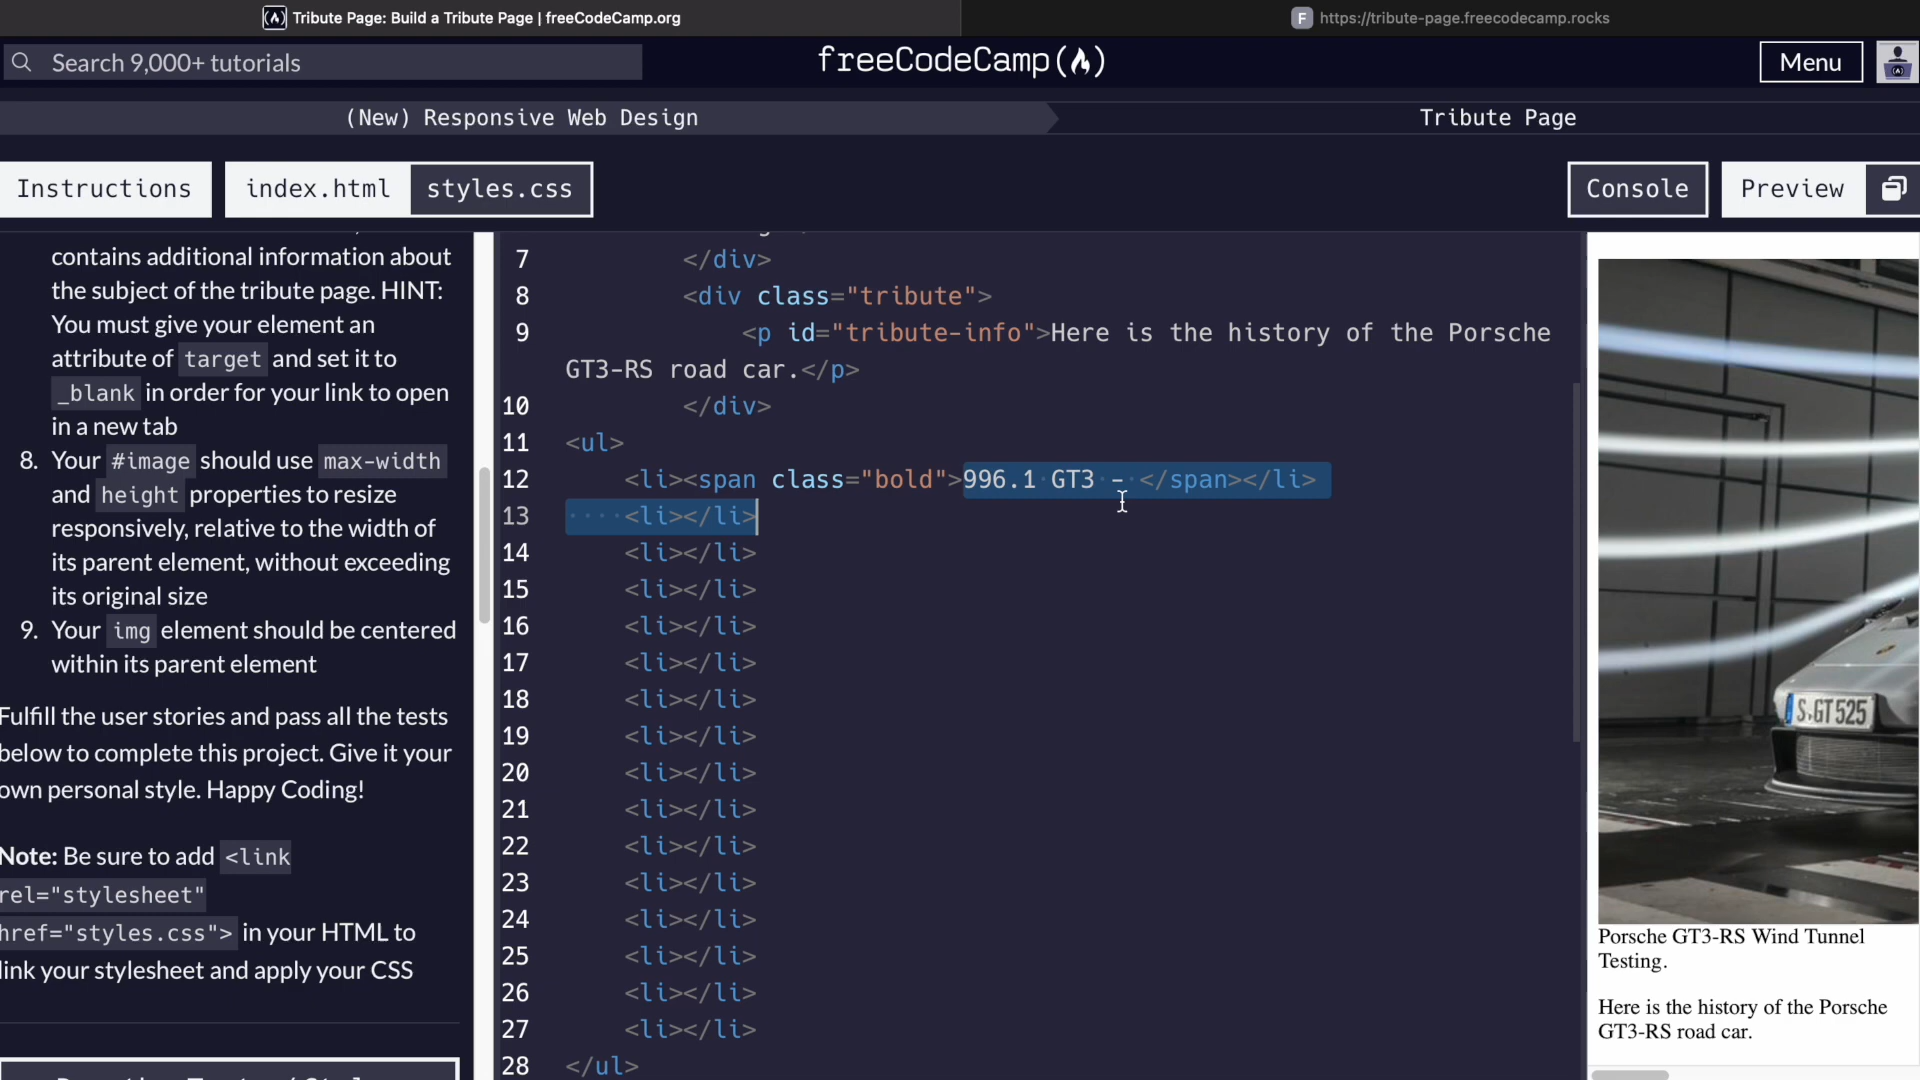 Tribute Page: Build a Tribute Page | freeCodeCamp.org
F https://tribute-page.freecodecamp.rocks
Search 9,000+ tutorials
freeCodeCamp
Menu
(New) Responsive Web Design
Tribute Page
Instructions
index.html
styles.css
Console
Preview
contains additional information about
the subject of the tribute page. HINT:
You must give your element an
attribute of target and set it to
_blank in order for your link to open
in a new tab
8. Your #image should use max-width
and height properties to resize
responsively, relative to the width of
its parent element, without exceeding
its original size
9. Your img element should be centered
within its parent element
Fulfill the user stories and pass all the tests
below to complete this project. Give it your
own personal style. Happy Coding!
Note: Be sure to add <link
rel="stylesheet"
href="styles.css"> in your HTML to
link your stylesheet and apply your CSS
7 </div>
8 <div class="tribute">
9 <p id="tribute-info">Here is the history of the Porsche
GT3-RS road car.</p>
10 </div>
11 <ul>
12 <li><span class="bold">996.1 GT3 - </span></li>
13 <li></li>
14 <li></li>
15 <li></li>
16 <li></li>
17 <li></li>
18 <li></li>
19 <li></li>
20 <li></li>
21 <li></li>
22 <li></li>
23 <li></li>
24 <li></li>
25 <li></li>
26 <li></li>
27 <li></li>
28 </ul>
S GT525
Porsche GT3-RS Wind Tunnel
Testing.
Here is the history of the Porsche
GT3-RS road car.